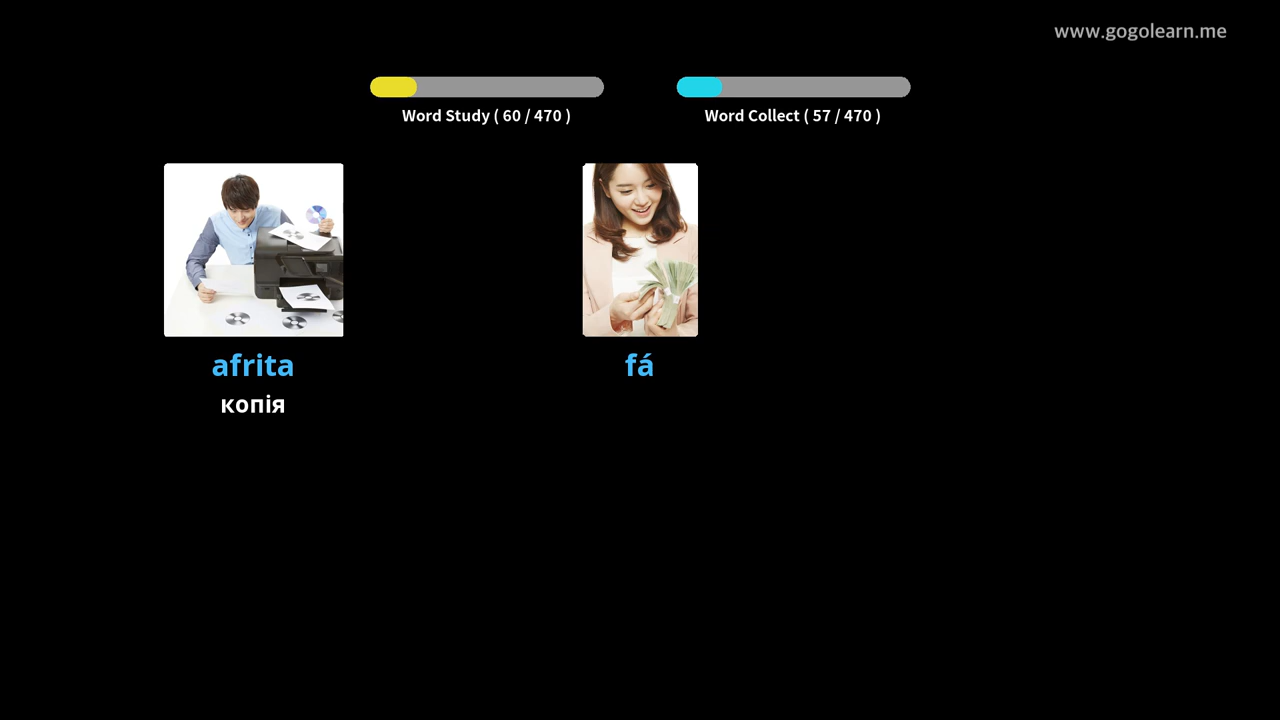 www.gogolearn.me
Word Study ( 60 / 470 )
Word Collect ( 57 / 470 )
afrita
fá
копія